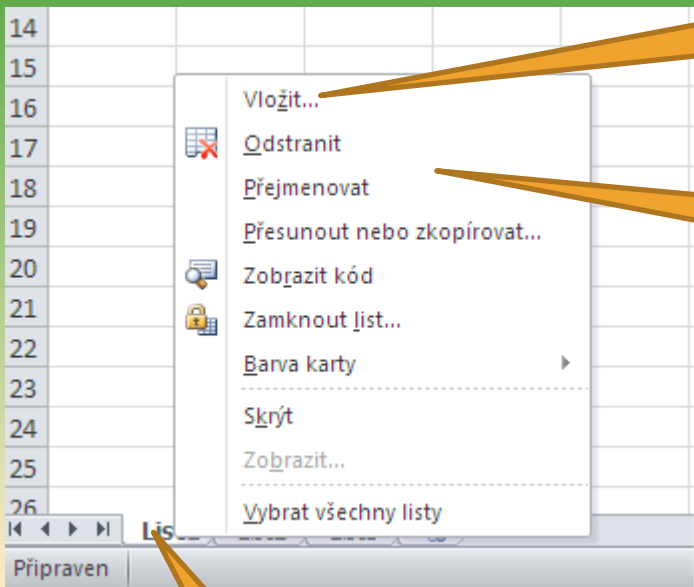 14
15
16
17
18
19
20
21
22
23
24
25
26
Vložit...
Odstranit
Přejmenovat
Přesunout nebo zkopírovat...
Zobrazit kód
Zamknout list...
Barva karty
Skrýt
Zobrazit...
Vybrat všechny listy
Připraven